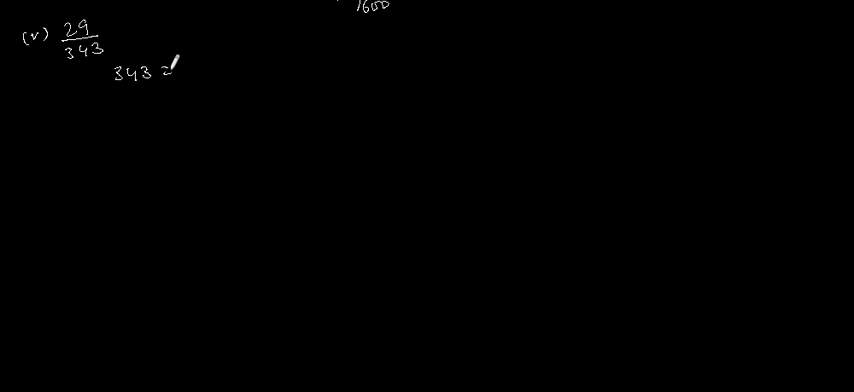 1600
(v) 29/343
343 =